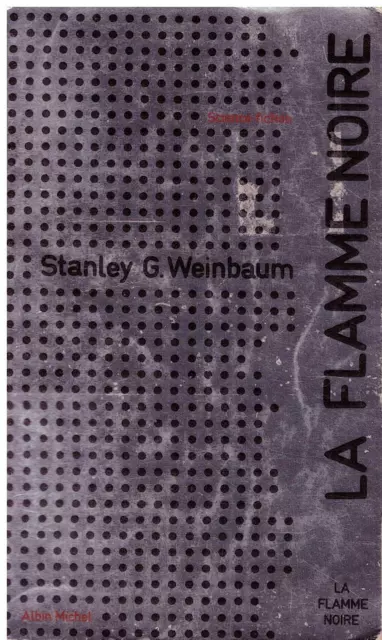 Science-fiction
Stanley G. Weinbaum
LA FLAMME NOIRE
LA
FLAMME
NOIRE
Albin Michel